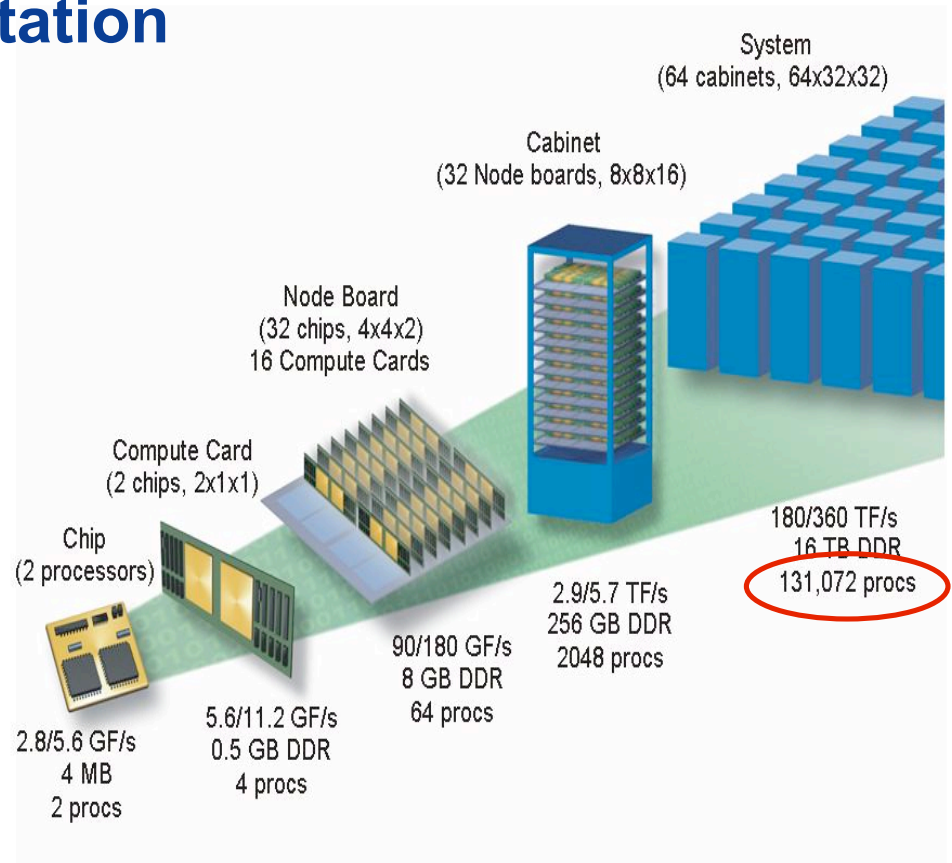 tation
System
(64 cabinets, 64x32x32)
Cabinet
(32 Node boards, 8x8x16)
Node Board
(32 chips, 4x4x2)
16 Compute Cards
Compute Card
(2 chips, 2x1x1)
Chip
(2 processors)
180/360 TF/s
16 TB DDR
131,072 procs
2.9/5.7 TF/s
256 GB DDR
2048 procs
90/180 GF/s
8 GB DDR
64 procs
5.6/11.2 GF/s
0.5 GB DDR
4 procs
2.8/5.6 GF/s
4 MB
2 procs